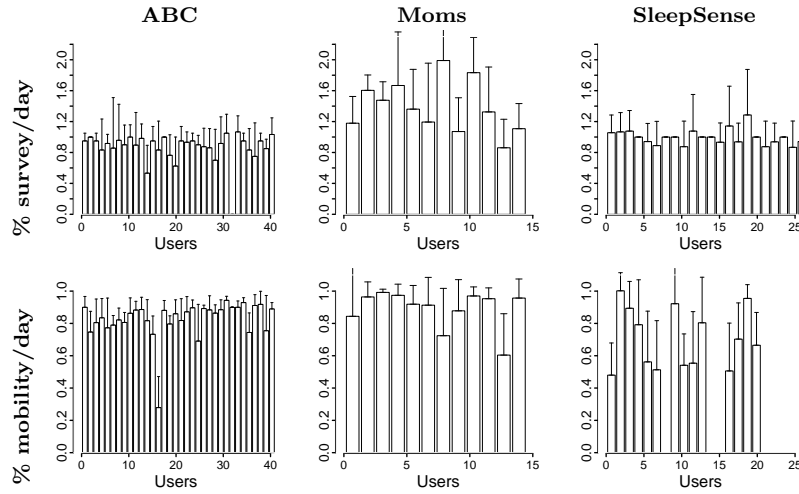 ABC Moms SleepSense
% survey/day
0.0 0.4 0.8 1.2 1.6 2.0
0 10 20 30 40
Users
0.0 0.4 0.8 1.2 1.6 2.0
0 5 10 15
Users
0.0 0.4 0.8 1.2 1.6 2.0
0 5 10 15 20 25
Users
% mobility/day
0.0 0.2 0.4 0.6 0.8 1.0
0 10 20 30 40
Users
0.0 0.2 0.4 0.6 0.8 1.0
0 5 10 15
Users
0.0 0.2 0.4 0.6 0.8 1.0
0 5 10 15 20 25
Users